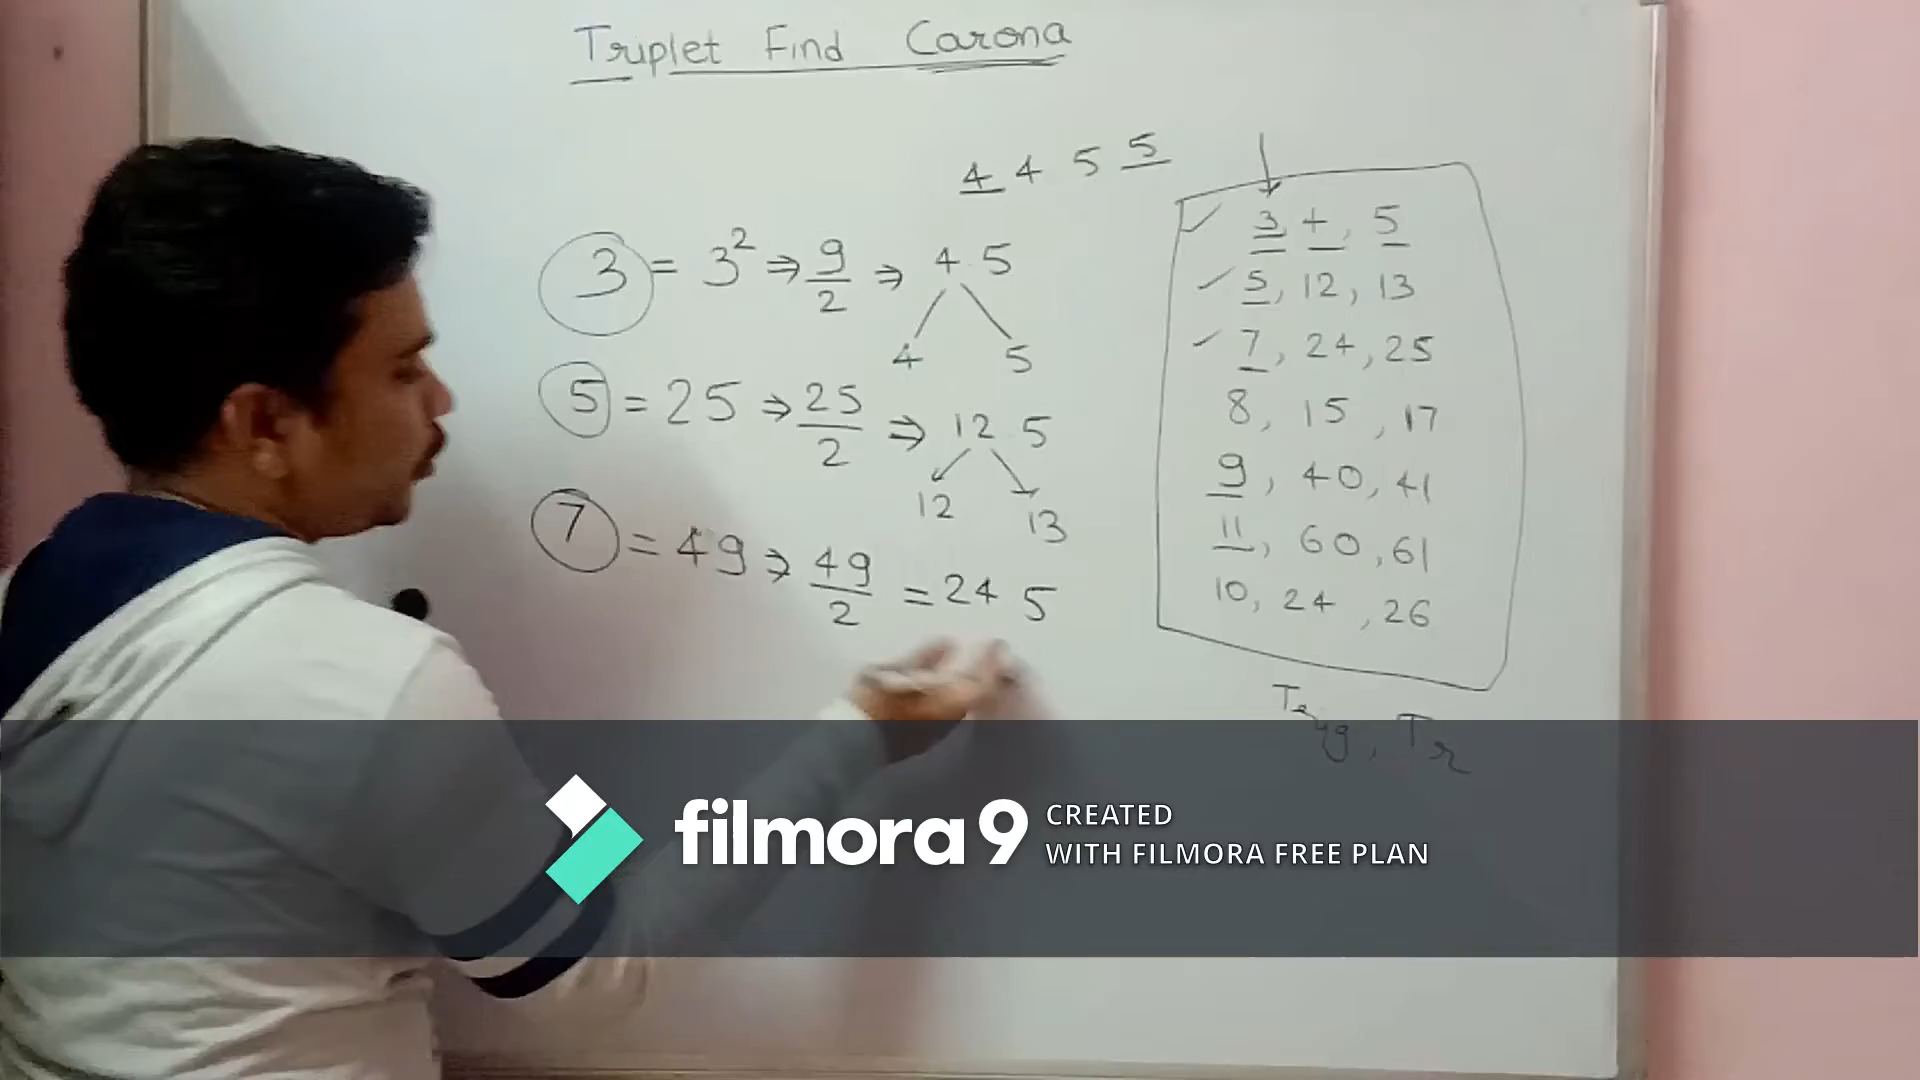 Triplet Find Carona
4 4 5 5
3 = 3² ⇒ 9/2 ⇒ 4.5
4 5
5 = 25 ⇒ 25/2 ⇒ 12.5
12 13
7 = 49 ⇒ 49/2 = 24 5
3, 4, 5
5, 12, 13
7, 24, 25
8, 15, 17
9, 40, 41
11, 60, 61
10, 24, 26
filmora 9 CREATED
WITH FILMORA FREE PLAN